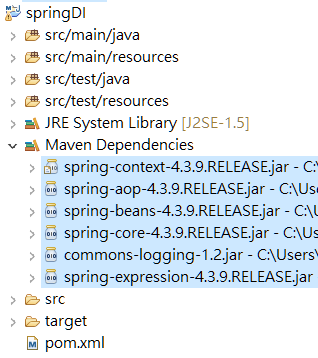 springDI
src/main/java
src/main/resources
src/test/java
src/test/resources
JRE System Library [J2SE-1.5]
Maven Dependencies
spring-context-4.3.9.RELEASE.jar - C:
spring-aop-4.3.9.RELEASE.jar - C:\Us
spring-beans-4.3.9.RELEASE.jar - C:\U
spring-core-4.3.9.RELEASE.jar - C:\Us
commons-logging-1.2.jar - C:\Users\
spring-expression-4.3.9.RELEASE.jar
src
target
pom.xml